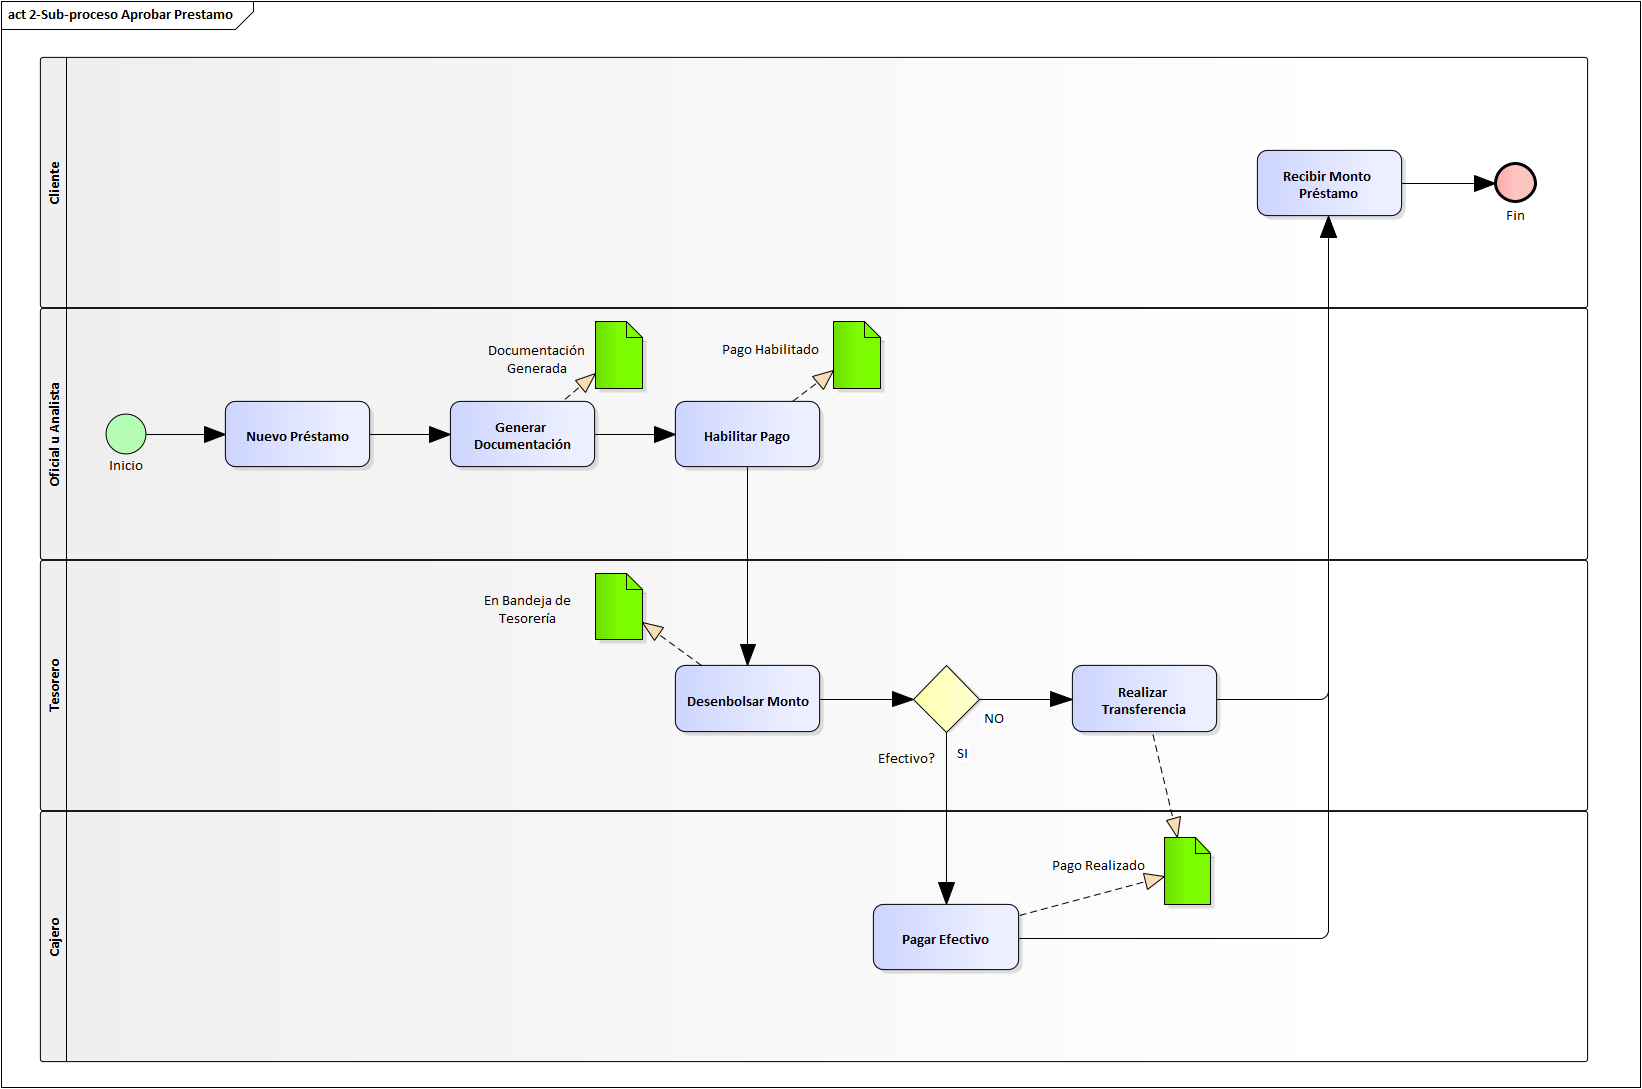 act 2-Sub-proceso Aprobar Prestamo
Cliente
Recibir Monto
Préstamo
Fin
Oficial u Analista
Documentación
Generada
Pago Habilitado
Inicio
Nuevo Préstamo
Generar
Documentación
Habilitar Pago
Tesorero
En Bandeja de
Tesorería
Desenbolsar Monto
Efectivo?
SI
NO
Realizar
Transferencia
Cajero
Pago Realizado
Pagar Efectivo